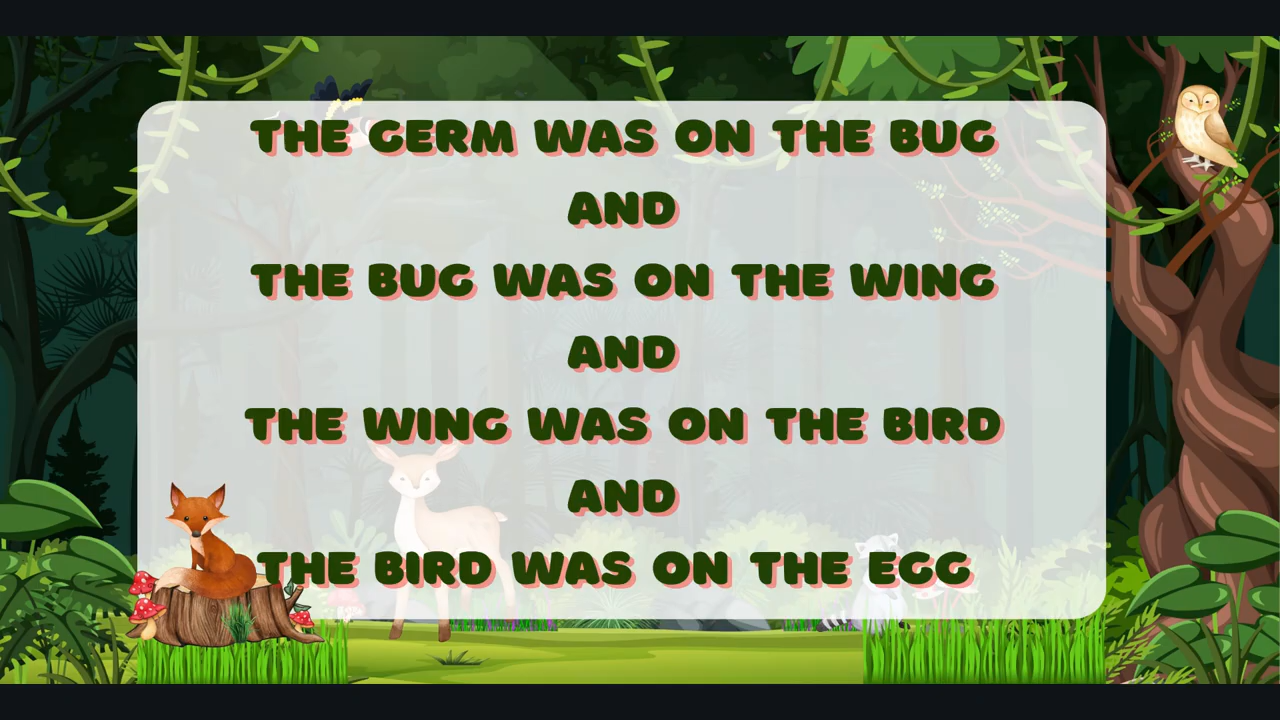 THE GERM WAS ON THE BUG
AND
THE BUG WAS ON THE WING
AND
THE WING WAS ON THE BIRD
AND
THE BIRD WAS ON THE EGG